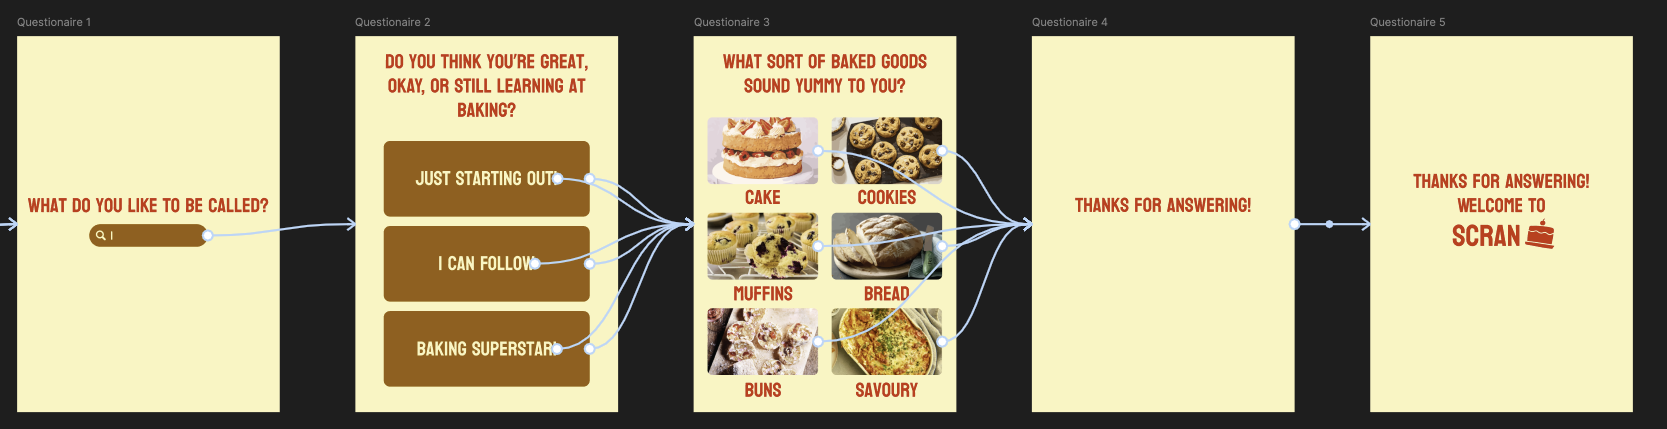 Questionaire 1
Questionaire 2
Questionaire 3
Questionaire 4
Questionaire 5
WHAT DO YOU LIKE TO BE CALLED?
DO YOU THINK YOU'RE GREAT,
OKAY, OR STILL LEARNING AT
BAKING?
JUST STARTING OUT!
I CAN FOLLOW
BAKING SUPERSTAR!
WHAT SORT OF BAKED GOODS
SOUND YUMMY TO YOU?
CAKE
COOKIES
MUFFINS
BREAD
BUNS
SAVOURY
THANKS FOR ANSWERING!
THANKS FOR ANSWERING!
WELCOME TO
SCRAN